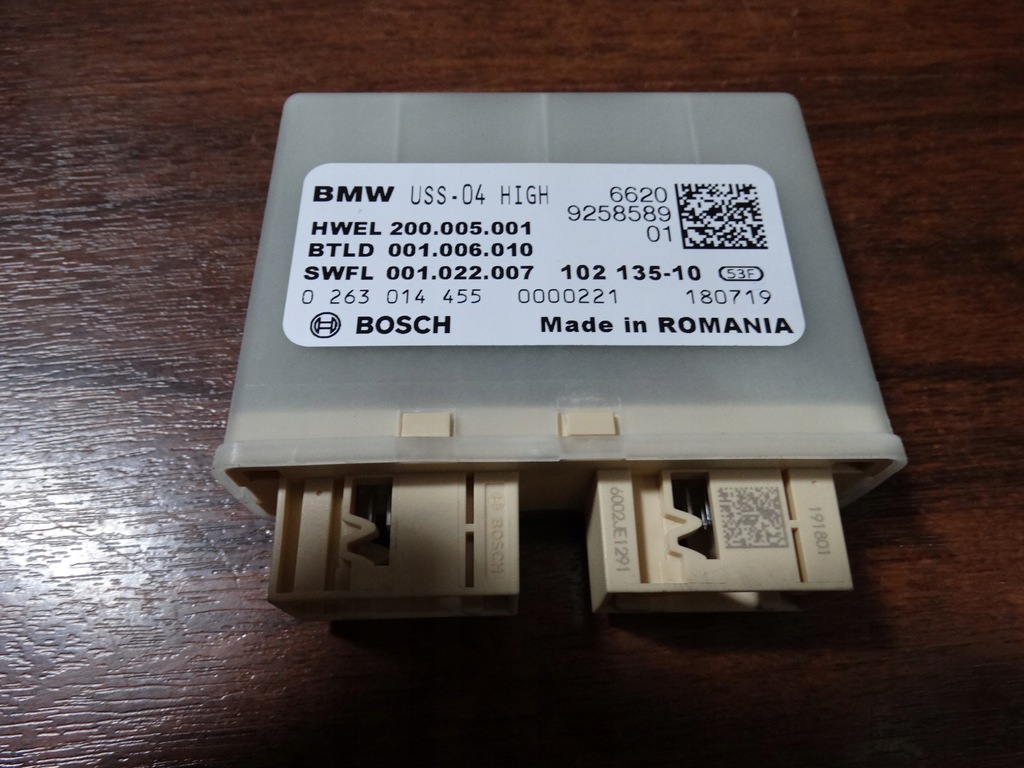 BMW USS-04 HIGH 6620
9258589
HWEL 200.005.001 01
BTLD 001.006.010
SWFL 001.022.007 102 135-10 53F
0 263 014 455 0000221 180719
BOSCH Made in ROMANIA
BOSCH
6002JE1291
191801